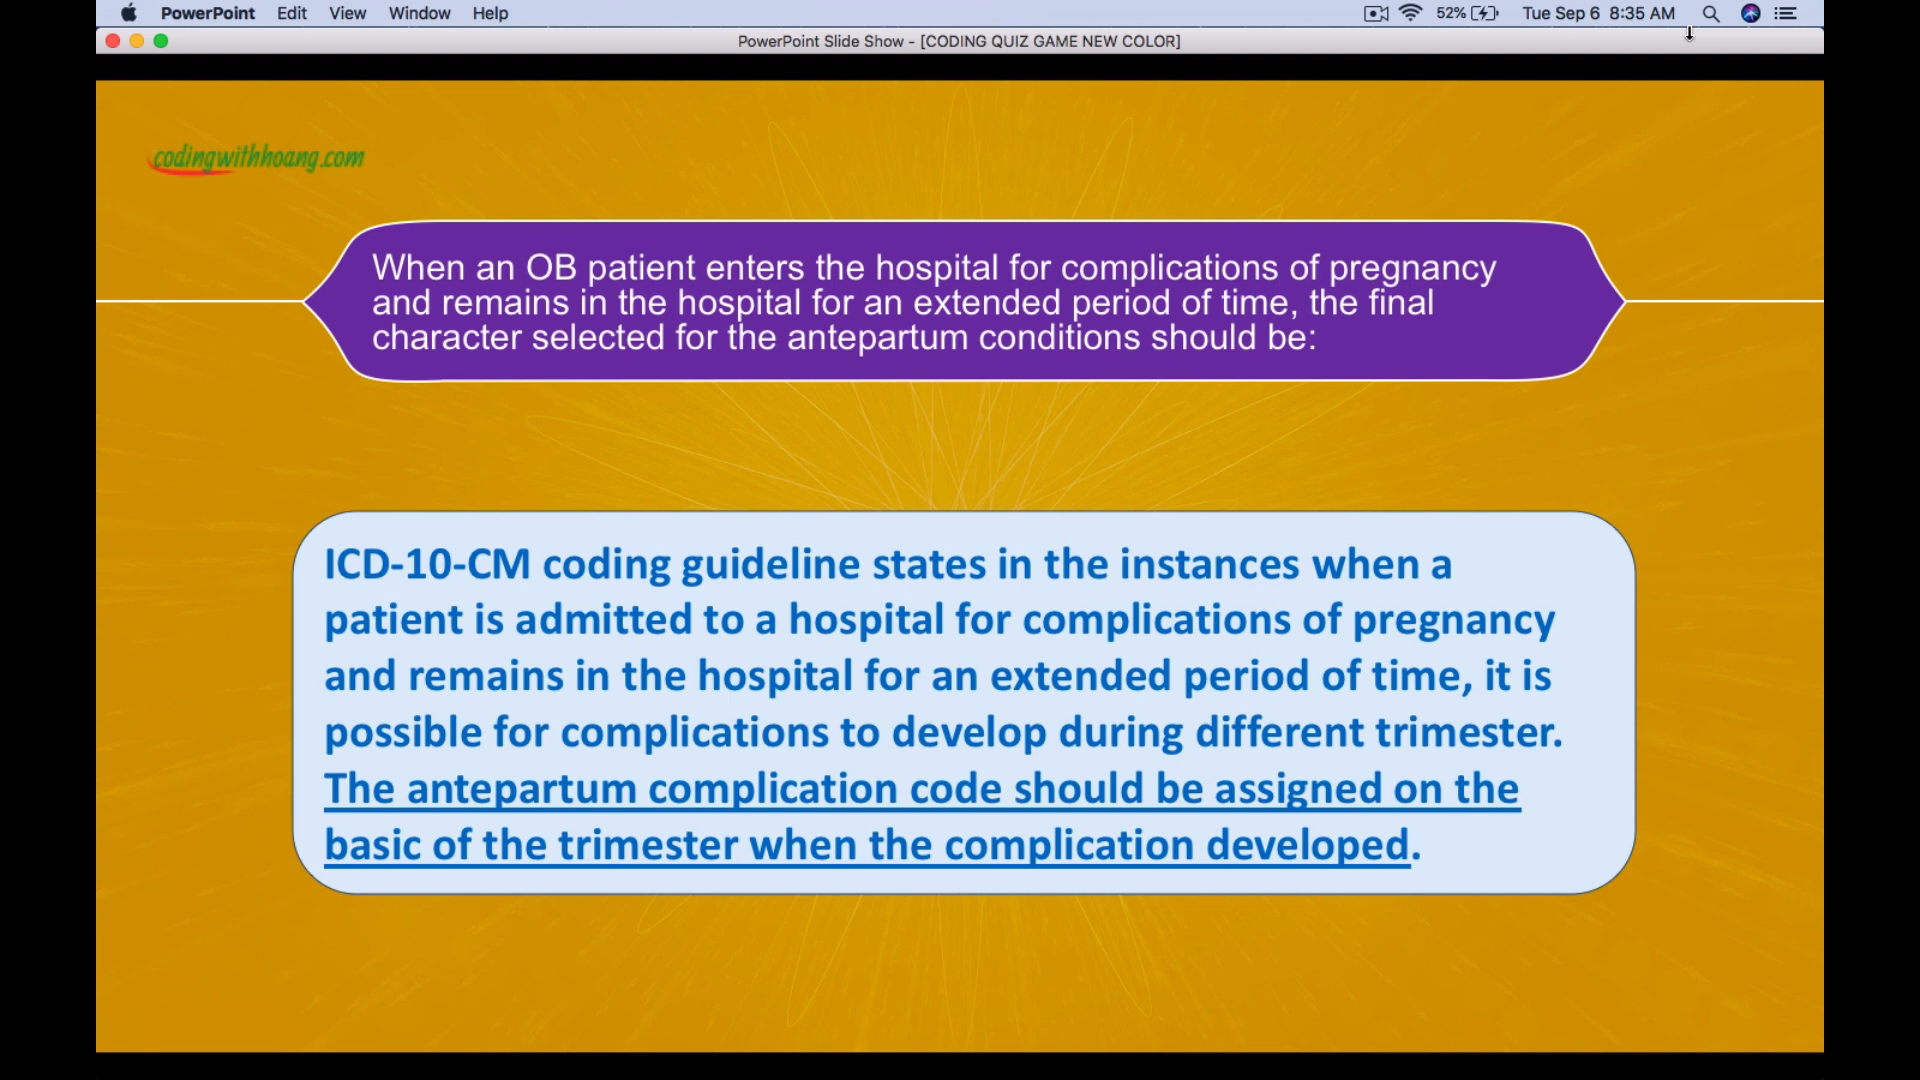 PowerPoint Edit View Window Help 52% Tue Sep 6 8:35 AM
PowerPoint Slide Show - [CODING QUIZ GAME NEW COLOR]
codingwithhoang.com
When an OB patient enters the hospital for complications of pregnancy
and remains in the hospital for an extended period of time, the final
character selected for the antepartum conditions should be:
ICD-10-CM coding guideline states in the instances when a
patient is admitted to a hospital for complications of pregnancy
and remains in the hospital for an extended period of time, it is
possible for complications to develop during different trimester.
The antepartum complication code should be assigned on the
basic of the trimester when the complication developed.